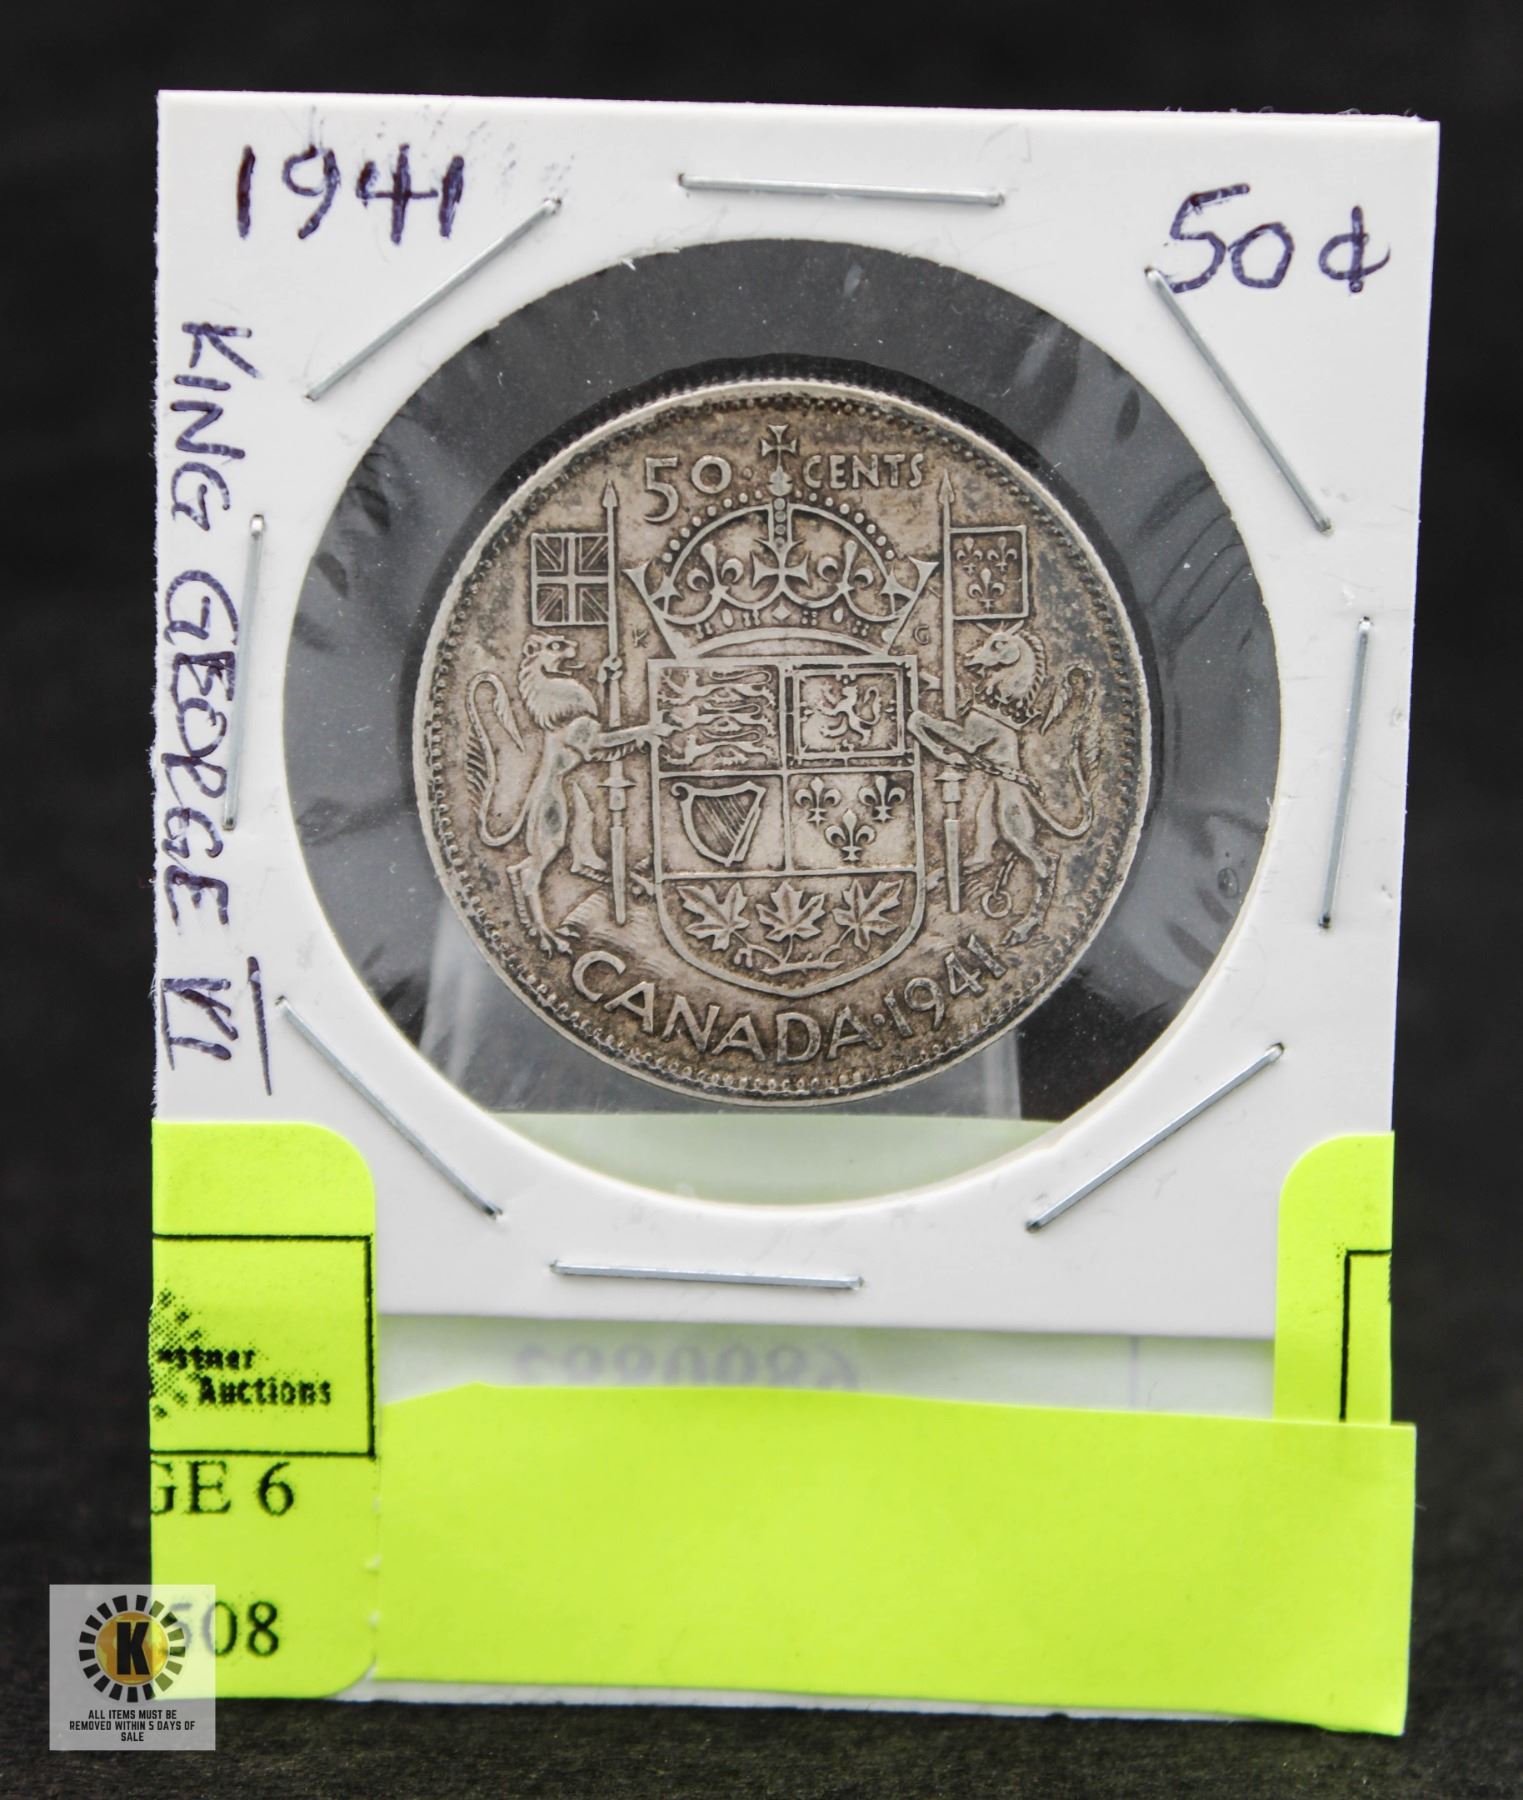 1941
50¢
KING GEORGE VI
50 CENTS
K G
CANADA · 1941
Auctions
GE 6
508
K
ALL ITEMS MUST BE
REMOVED WITHIN 5 DAYS OF
SALE